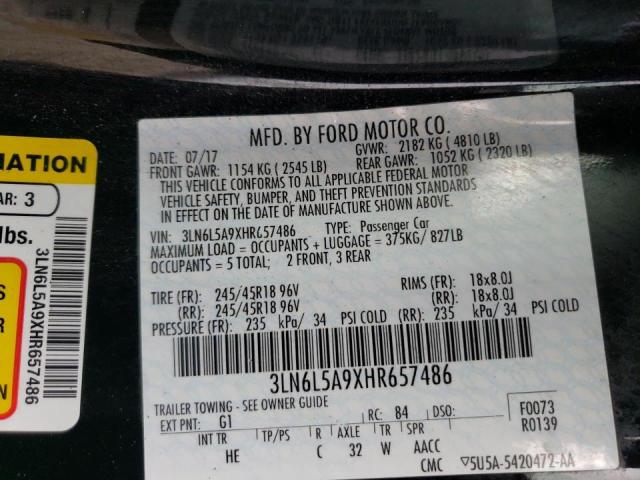 MATION
AR: 3
lbs.
S
R
N
3LN6L5A9XHR657486
MFD. BY FORD MOTOR CO.
DATE: 07/17 GVWR: 2182 KG ( 4810 LB)
FRONT GAWR: 1154 KG ( 2545 LB) REAR GAWR: 1052 KG ( 2320 LB)
THIS VEHICLE CONFORMS TO ALL APPLICABLE FEDERAL MOTOR
VEHICLE SAFETY, BUMPER, AND THEFT PREVENTION STANDARDS
IN EFFECT ON THE DATE OF MANUFACTURE SHOWN ABOVE.
VIN: 3LN6L5A9XHR657486 TYPE: Passenger Car
MAXIMUM LOAD = OCCUPANTS + LUGGAGE = 375KG/ 827LB
OCCUPANTS = 5 TOTAL; 2 FRONT, 3 REAR
TIRE (FR): 245/45R18 96V RIMS (FR): 18x8.0J
(RR): 245/45R18 96V (RR): 18x8.0J
PRESSURE (FR): 235 kPa/ 34 PSI COLD (RR): 235 kPa/ 34 PSI COLD
3LN6L5A9XHR657486
TRAILER TOWING - SEE OWNER GUIDE
EXT PNT: G1 RC: 84 DSO: F0073
R0139
INT TR TP/PS R AXLE TR SPR
HE C 32 W AACC
CMC 5U5A-5420472-AA